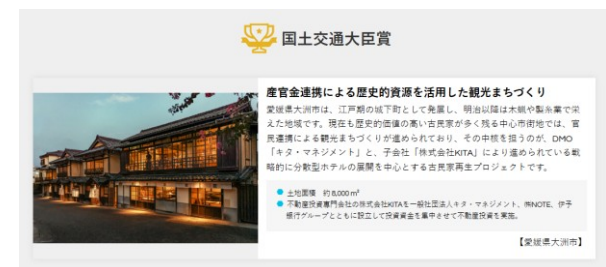 国土交通大臣賞
産官金連携による歴史的資源を活用した観光まちづくり
愛媛県大洲市は、江戸期の城下町として発展し、明治以降は木蝋や製糸業で栄
えた地域です。現在も歴史的価値の高い古民家が多く残る中心市街地では、官
民連携による観光まちづくりが進められており、その中核を担うのが、DMO
「キタ・マネジメント」と、子会社「株式会社KITA」により進められている戦
略的に分散型ホテルの展開を中心とする古民家再生プロジェクトです。
● 土地面積 約8,000m²
● 不動産投資専門会社の株式会社KITAを一般社団法人キタ・マネジメント、㈱NOTE、伊予
銀行グループとともに設立して投資資金を集中させて不動産投資を実施。
【愛媛県大洲市】